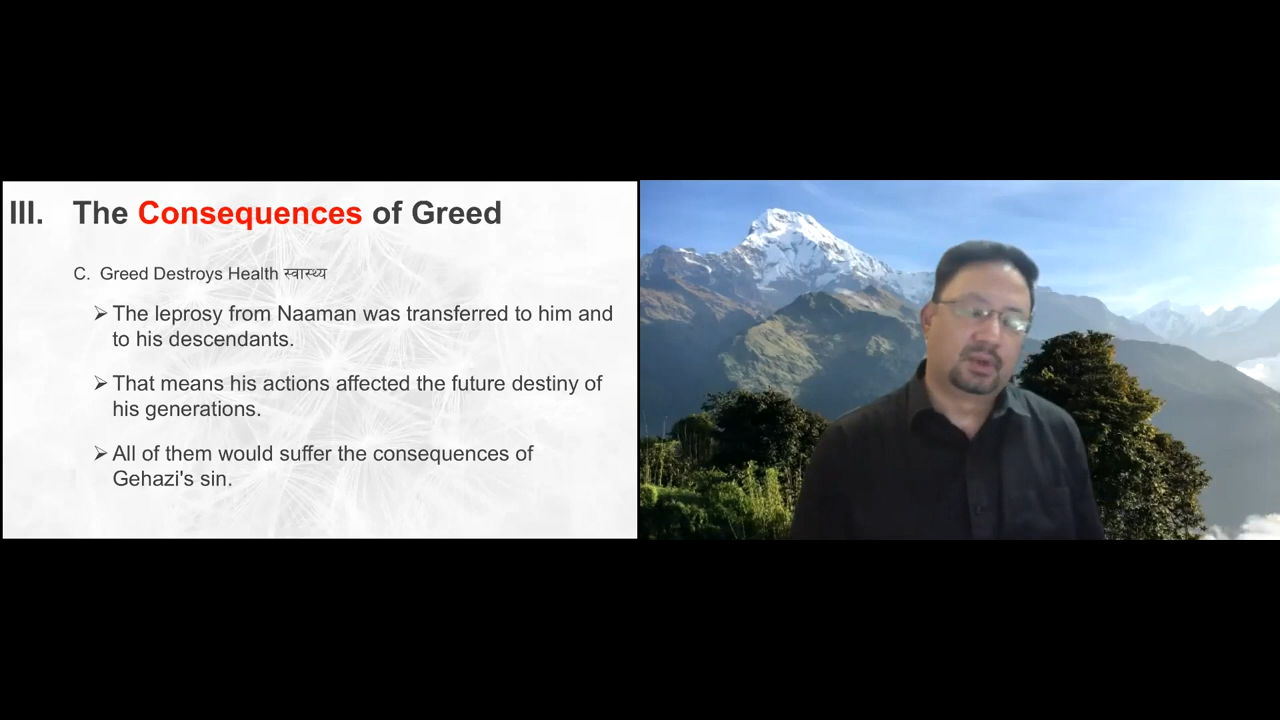 III. The Consequences of Greed
C. Greed Destroys Health स्वास्थ्य
➢ The leprosy from Naaman was transferred to him and
to his descendants.
➢ That means his actions affected the future destiny of
his generations.
➢ All of them would suffer the consequences of
Gehazi's sin.